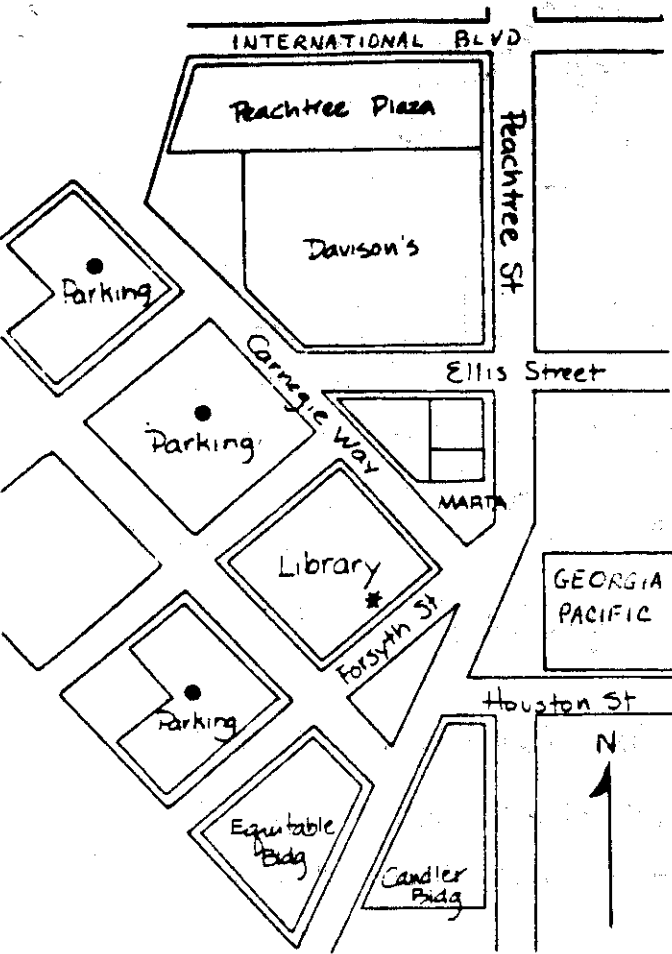 INTERNATIONAL BLVD
Peachtree Plaza
Peachtree St
Davison's
Parking
Carnegie Way
Ellis Street
Parking
MARTA
Library
*
Forsyth St
GEORGIA
PACIFIC
Houston St
Parking
N
Equitable
Bldg
Candler
Bldg